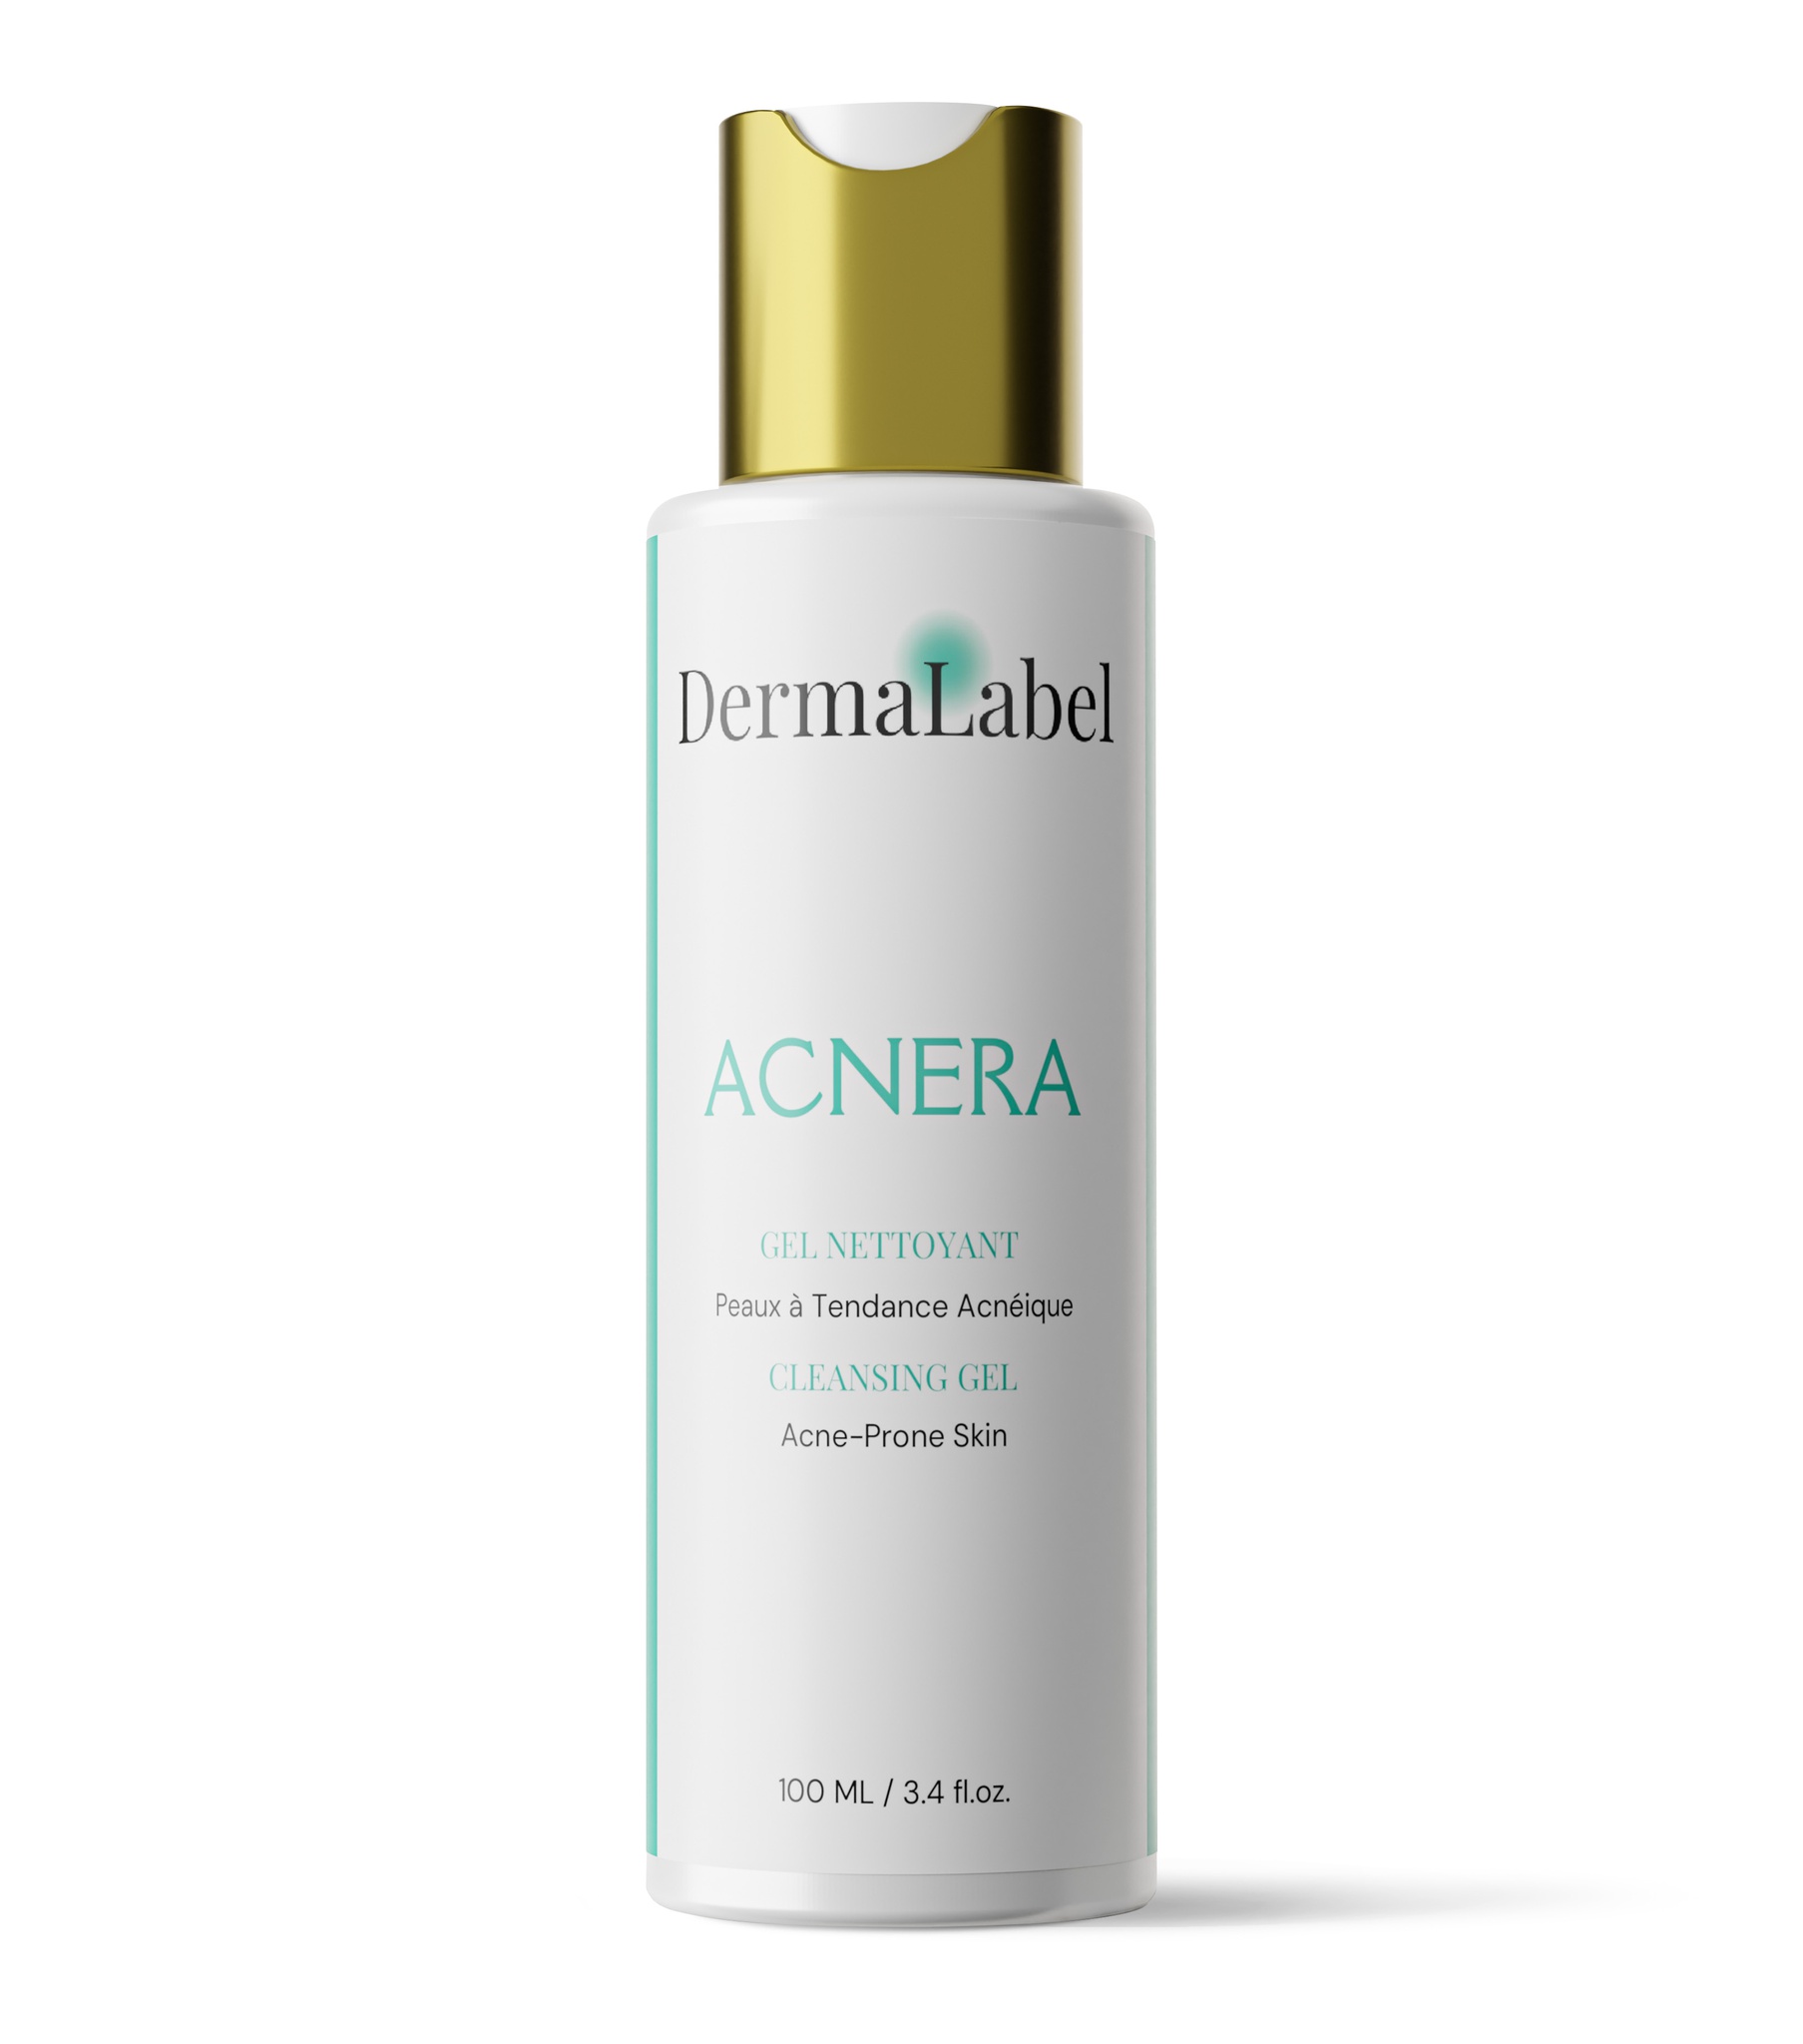 DermaLabel
ACNERA
GEL NETTOYANT
Peaux à Tendance Acnéique
CLEANSING GEL
Acne-Prone Skin
100 ML / 3.4 fl.oz.